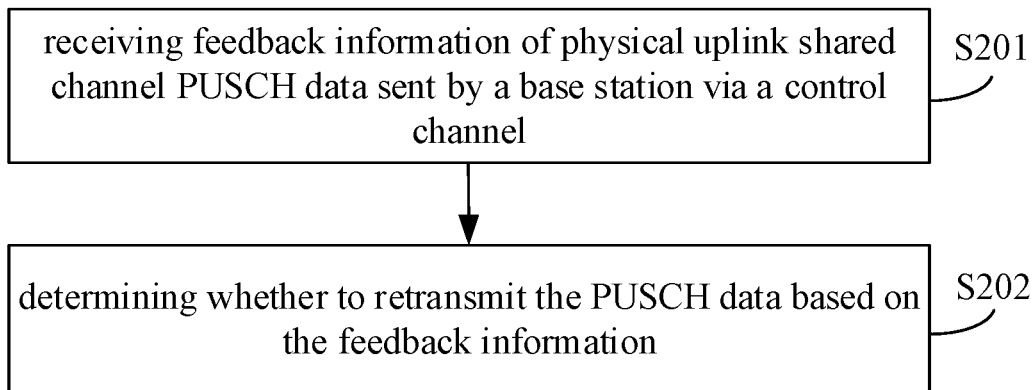 receiving feedback information of physical uplink shared
channel PUSCH data sent by a base station via a control
channel
S201
determining whether to retransmit the PUSCH data based on
the feedback information
S202